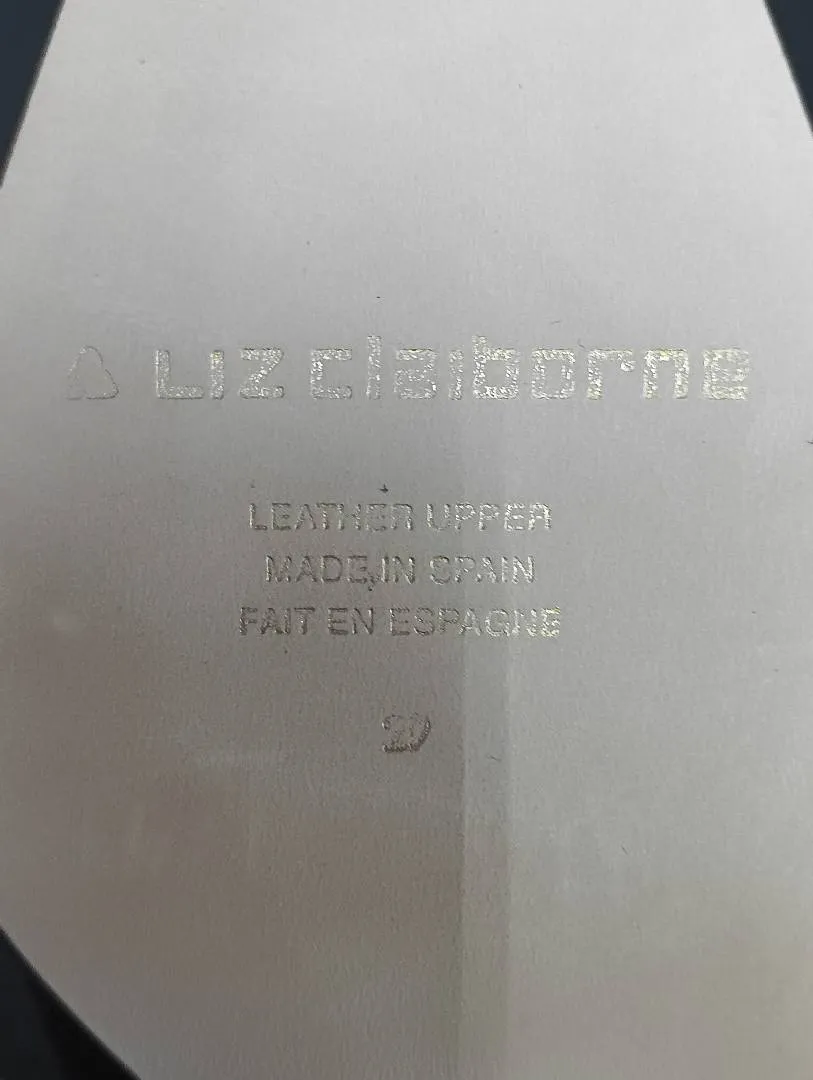 LIZ claiborne
LEATHER UPPER
MADE IN SPAIN
FAIT EN ESPAGNE